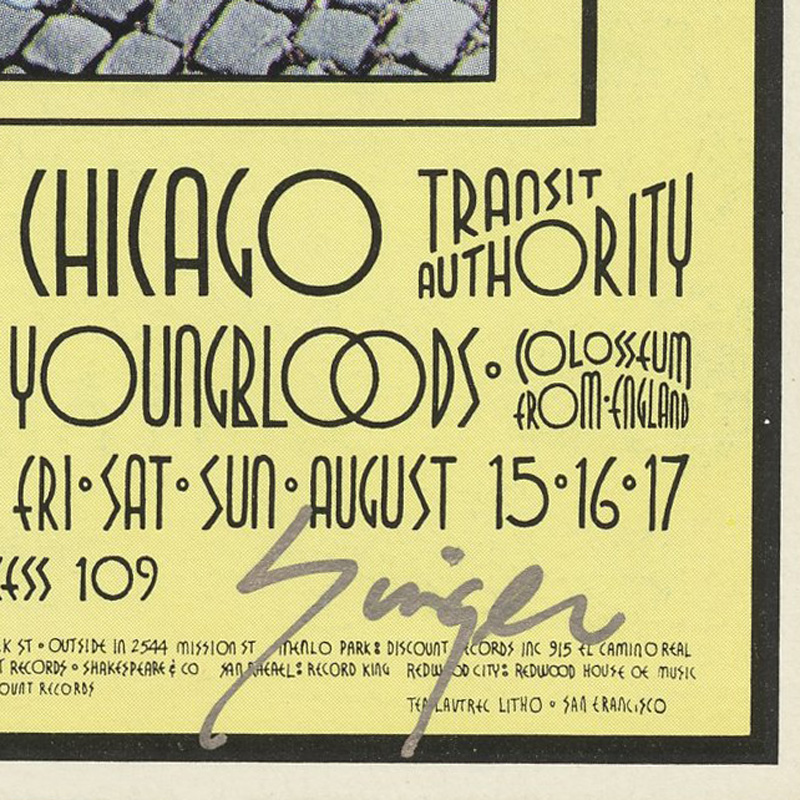 CHICAGO TRANSIT AUTHORITY
YOUNGBLOODS • COLOSSEUM FROM • ENGLAND
FRI • SAT • SUN • AUGUST 15 • 16 • 17
109
Singer
ST • OUTSIDE IN 2544 MISSION ST MENLO PARK: DISCOUNT RECORDS INC 915 EL CAMINO REAL
RECORDS • SHAKESPEARE & CO SAN RAFAEL: RECORD KING REDWOOD CITY: REDWOOD HOUSE OF MUSIC
RECORDS
TEA LAUTREC LITHO • SAN FRANCISCO